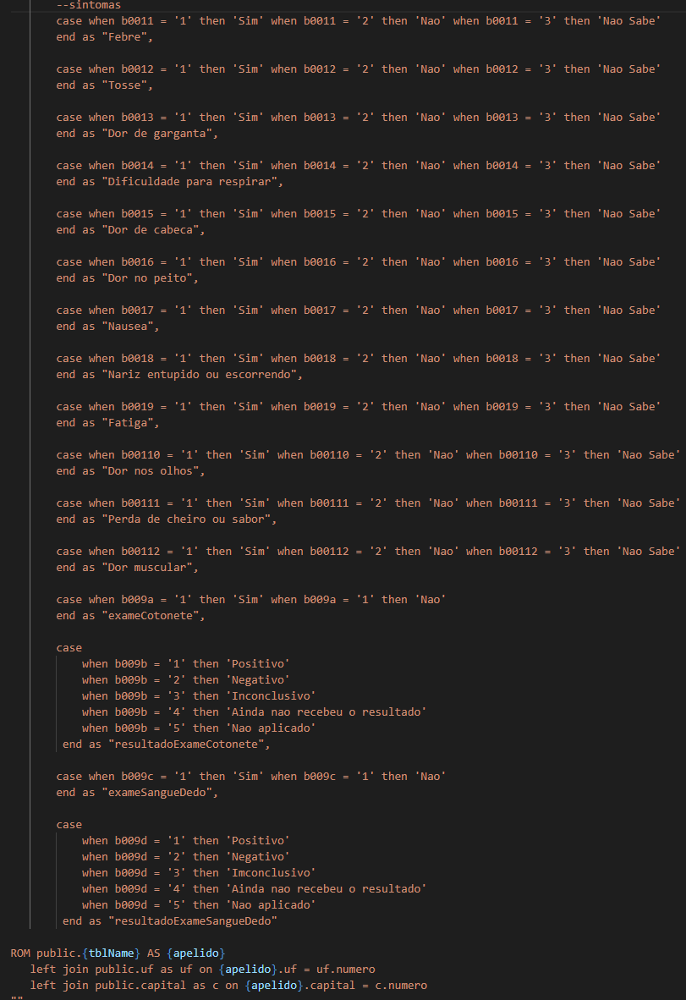 --sintomas
case when b0011 = '1' then 'Sim' when b0011 = '2' then 'Nao' when b0011 = '3' then 'Nao Sabe'
end as "Febre",
case when b0012 = '1' then 'Sim' when b0012 = '2' then 'Nao' when b0012 = '3' then 'Nao Sabe'
end as "Tosse",
case when b0013 = '1' then 'Sim' when b0013 = '2' then 'Nao' when b0013 = '3' then 'Nao Sabe'
end as "Dor de garganta",
case when b0014 = '1' then 'Sim' when b0014 = '2' then 'Nao' when b0014 = '3' then 'Nao Sabe'
end as "Dificuldade para respirar",
case when b0015 = '1' then 'Sim' when b0015 = '2' then 'Nao' when b0015 = '3' then 'Nao Sabe'
end as "Dor de cabeca",
case when b0016 = '1' then 'Sim' when b0016 = '2' then 'Nao' when b0016 = '3' then 'Nao Sabe'
end as "Dor no peito",
case when b0017 = '1' then 'Sim' when b0017 = '2' then 'Nao' when b0017 = '3' then 'Nao Sabe'
end as "Nausea",
case when b0018 = '1' then 'Sim' when b0018 = '2' then 'Nao' when b0018 = '3' then 'Nao Sabe'
end as "Nariz entupido ou escorrendo",
case when b0019 = '1' then 'Sim' when b0019 = '2' then 'Nao' when b0019 = '3' then 'Nao Sabe'
end as "Fatiga",
case when b00110 = '1' then 'Sim' when b00110 = '2' then 'Nao' when b00110 = '3' then 'Nao Sabe'
end as "Dor nos olhos",
case when b00111 = '1' then 'Sim' when b00111 = '2' then 'Nao' when b00111 = '3' then 'Nao Sabe'
end as "Perda de cheiro ou sabor",
case when b00112 = '1' then 'Sim' when b00112 = '2' then 'Nao' when b00112 = '3' then 'Nao Sabe'
end as "Dor muscular",
case when b009a = '1' then 'Sim' when b009a = '1' then 'Nao'
end as "exameCotonete",
case
when b009b = '1' then 'Positivo'
when b009b = '2' then 'Negativo'
when b009b = '3' then 'Inconclusivo'
when b009b = '4' then 'Ainda nao recebeu o resultado'
when b009b = '5' then 'Nao aplicado'
end as "resultadoExameCotonete",
case when b009c = '1' then 'Sim' when b009c = '1' then 'Nao'
end as "exameSangueDedo",
case
when b009d = '1' then 'Positivo'
when b009d = '2' then 'Negativo'
when b009d = '3' then 'Imconclusivo'
when b009d = '4' then 'Ainda nao recebeu o resultado'
when b009d = '5' then 'Nao aplicado'
end as "resultadoExameSangueDedo"
ROM public.{tblName} AS {apelido}
left join public.uf as uf on {apelido}.uf = uf.numero
left join public.capital as c on {apelido}.capital = c.numero
""